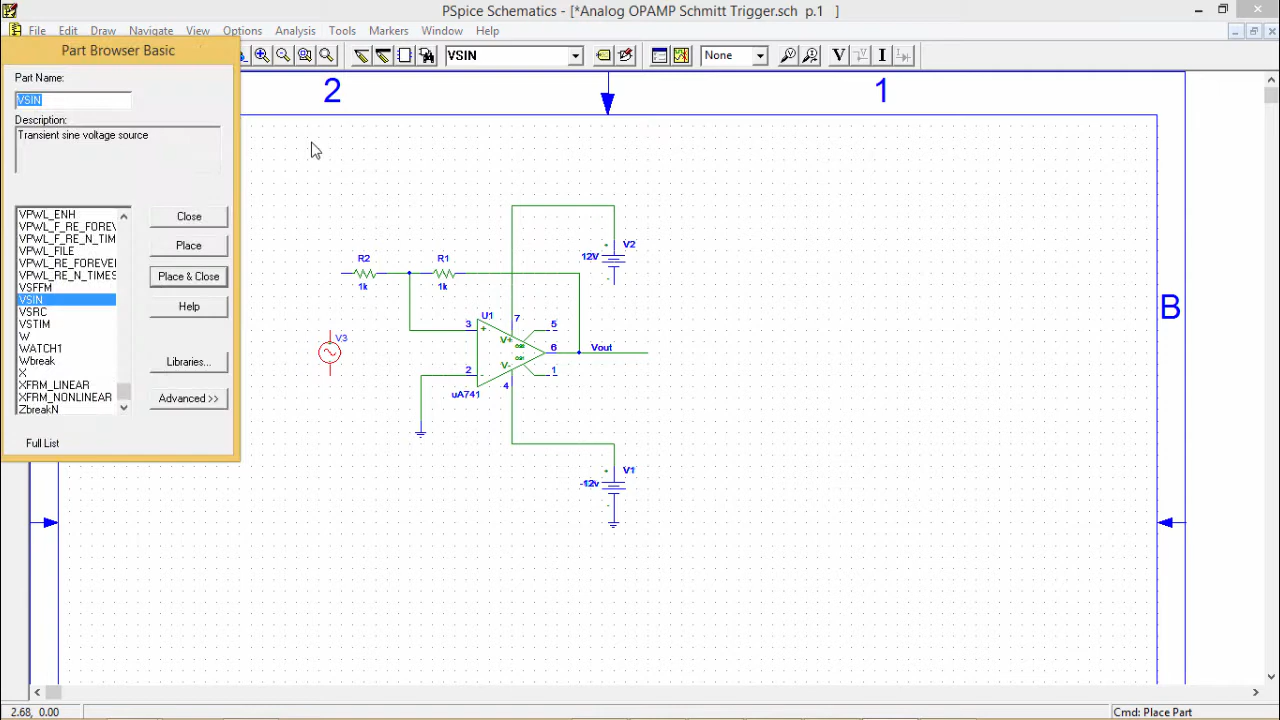 PSpice Schematics - [*Analog OPAMP Schmitt Trigger.sch p.1 ]
File Edit Draw Navigate View Options Analysis Tools Markers Window Help
VSIN
None
V
I
Part Browser Basic
Part Name:
VSIN
Description:
Transient sine voltage source
VPWL_ENH
VPWL_F_RE_FOREV
VPWL_F_RE_N_TIM
VPWL_FILE
VPWL_RE_FOREVER
VPWL_RE_N_TIMES
VSFFM
VSIN
VSRC
VSTIM
W
WATCH1
Wbreak
X
XFRM_LINEAR
XFRM_NONLINEAR
ZbreakN
Close
Place
Place & Close
Help
Libraries...
Advanced >>
Full List
2
1
B
R2
1k
R1
1k
V2
12V
+
-
V3
U1
7
3
+
5
V+
OS2
6
Vout
2
-
V-
OS1
1
4
uA741
V1
-12v
+
-
2.68, 0.00
Cmd: Place Part